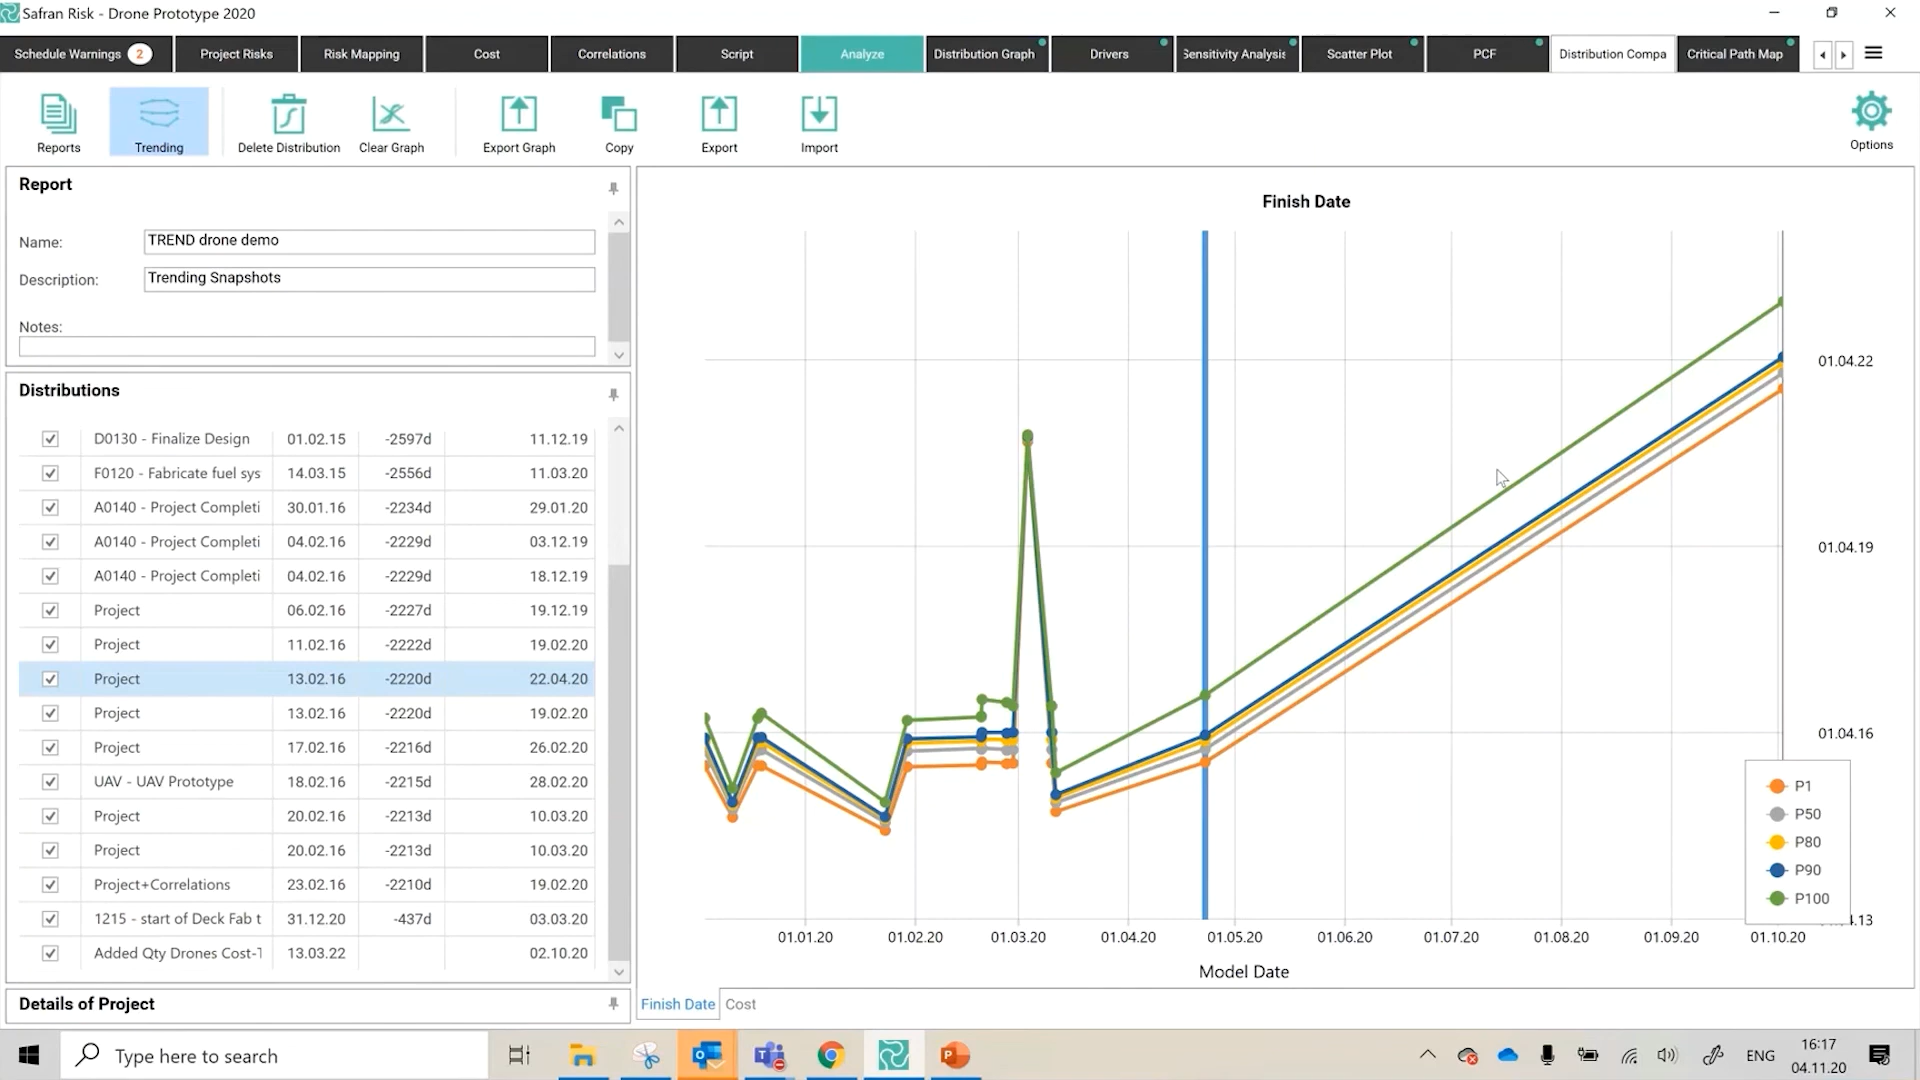 Safran Risk - Drone Prototype 2020
Schedule Warnings 2 Project Risks Risk Mapping Cost Correlations Script Analyze Distribution Graph Drivers Sensitivity Analysis Scatter Plot PCF Distribution Compa Critical Path Map
Reports Trending Delete Distribution Clear Graph Export Graph Copy Export Import Options
Report
Name: TREND drone demo
Description: Trending Snapshots
Notes:
Distributions
D0130 - Finalize Design 01.02.15 -2597d 11.12.19
F0120 - Fabricate fuel sys 14.03.15 -2556d 11.03.20
A0140 - Project Completi 30.01.16 -2234d 29.01.20
A0140 - Project Completi 04.02.16 -2229d 03.12.19
A0140 - Project Completi 04.02.16 -2229d 18.12.19
Project 06.02.16 -2227d 19.12.19
Project 11.02.16 -2222d 19.02.20
Project 13.02.16 -2220d 22.04.20
Project 13.02.16 -2220d 19.02.20
Project 17.02.16 -2216d 26.02.20
UAV - UAV Prototype 18.02.16 -2215d 28.02.20
Project 20.02.16 -2213d 10.03.20
Project 20.02.16 -2213d 10.03.20
Project+Correlations 23.02.16 -2210d 19.02.20
1215 - start of Deck Fab t 31.12.20 -437d 03.03.20
Added Qty Drones Cost-T 13.03.22 02.10.20
Details of Project
Finish Date
01.04.22
01.04.19
01.04.16
P1
P50
P80
P90
P100
.13
01.01.20 01.02.20 01.03.20 01.04.20 01.05.20 01.06.20 01.07.20 01.08.20 01.09.20 01.10.20
Model Date
Finish Date Cost
Type here to search
ENG
16:17
04.11.20